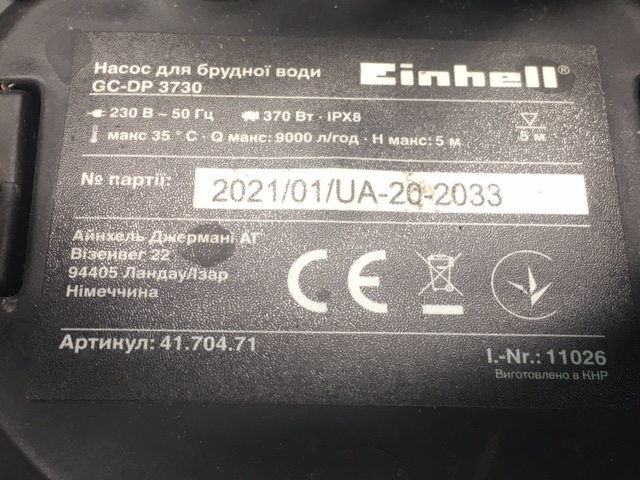 Насос для брудної води
GC-DP 3730
Einhell®
230 В ~ 50 Гц 370 Вт · IPX8
макс 35 °C · Q макс: 9000 л/год · H макс: 5 м
5 м
№ партії: 2021/01/UA-20-2033
Айнхель Джермані АГ
Візенвег 22
94405 Ландау/Ізар
Німеччина
CE
Артикул: 41.704.71
I.-Nr.: 11026
Виготовлено в КНР